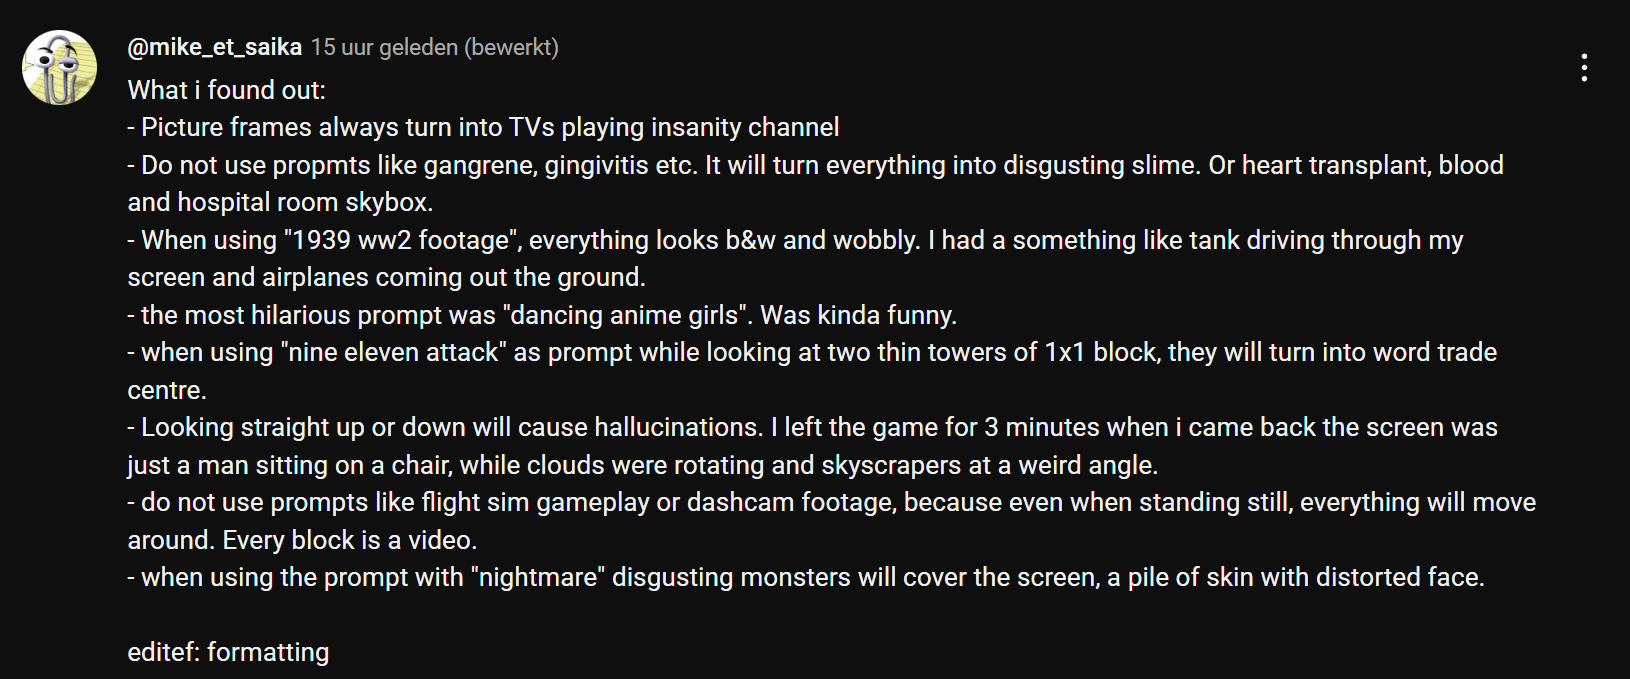 @mike_et_saika 15 uur geleden (bewerkt)
What i found out:
- Picture frames always turn into TVs playing insanity channel
- Do not use propmts like gangrene, gingivitis etc. It will turn everything into disgusting slime. Or heart transplant, blood
and hospital room skybox.
- When using "1939 ww2 footage", everything looks b&w and wobbly. I had a something like tank driving through my
screen and airplanes coming out the ground.
- the most hilarious prompt was "dancing anime girls". Was kinda funny.
- when using "nine eleven attack" as prompt while looking at two thin towers of 1x1 block, they will turn into word trade
centre.
- Looking straight up or down will cause hallucinations. I left the game for 3 minutes when i came back the screen was
just a man sitting on a chair, while clouds were rotating and skyscrapers at a weird angle.
- do not use prompts like flight sim gameplay or dashcam footage, because even when standing still, everything will move
around. Every block is a video.
- when using the prompt with "nightmare" disgusting monsters will cover the screen, a pile of skin with distorted face.
editef: formatting